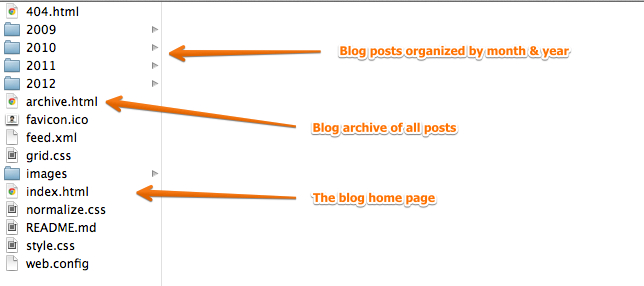 404.html
2009
2010
Blog posts organized by month & year
2011
2012
archive.html
favicon.ico
Blog archive of all posts
feed.xml
grid.css
images
index.html
The blog home page
normalize.css
README.md
style.css
web.config